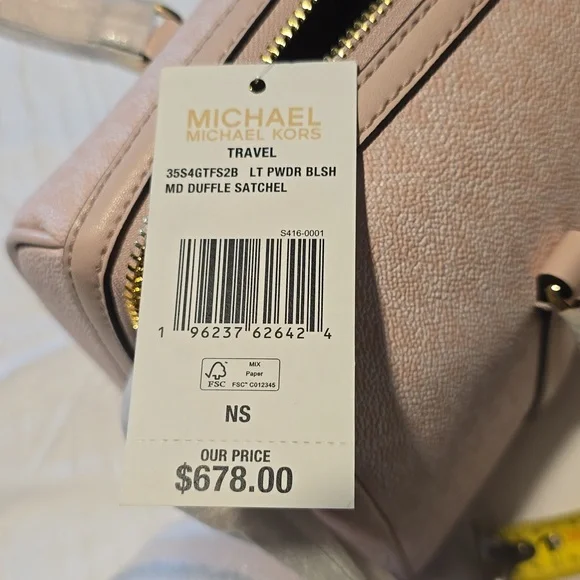 MICHAEL
MICHAEL KORS
TRAVEL
35S4GTFS2B LT PWDR BLSH
MD DUFFLE SATCHEL
S416-0001
1 96237 62642 4
FSC
MIX
Paper
FSC™ C012345
NS
OUR PRICE
$678.00